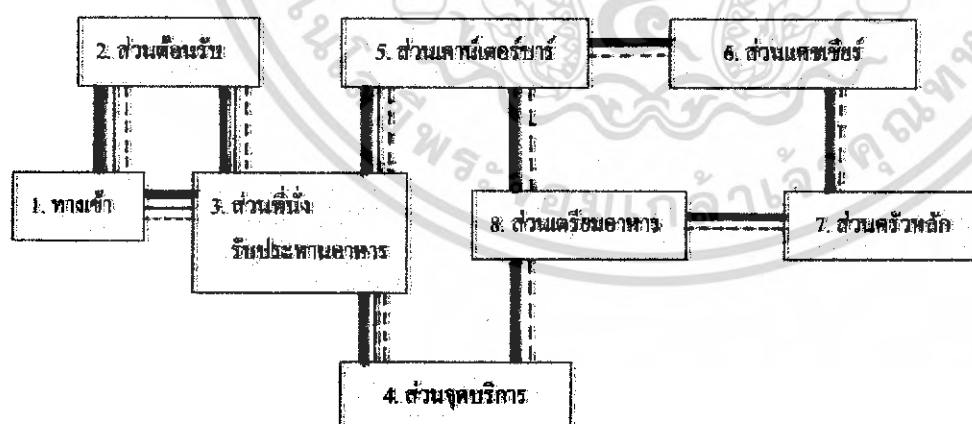 2. ส่วนต้อนรับ
5. ส่วนเคาน์เตอร์บาร์
6. ส่วนแคชเชียร์
1. ทางเข้า
3. ส่วนที่นั่ง
รับประทานอาหาร
8. ส่วนเตรียมอาหาร
7. ส่วนครัวหลัก
4. ส่วนจุดบริการ